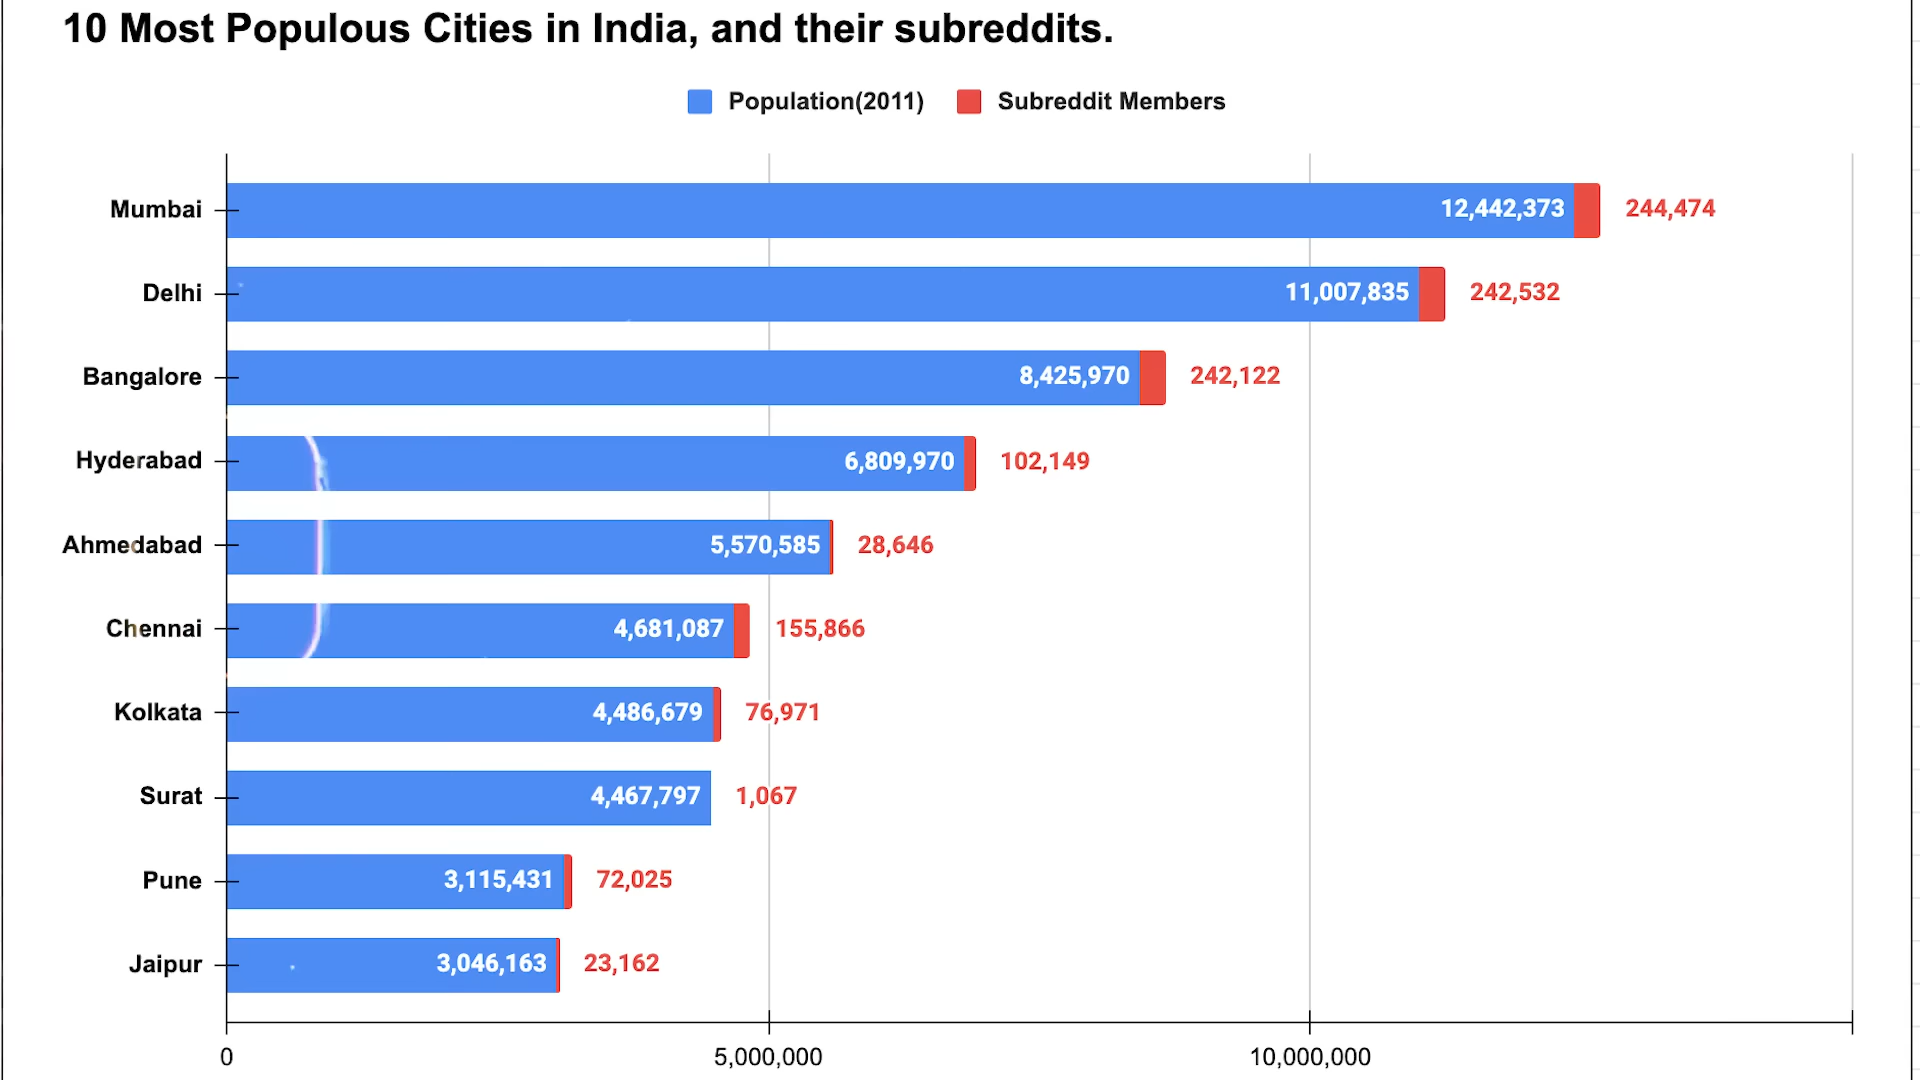 10 Most Populous Cities in India, and their subreddits.
Population(2011) Subreddit Members
Mumbai 12,442,373 244,474
Delhi 11,007,835 242,532
Bangalore 8,425,970 242,122
Hyderabad 6,809,970 102,149
Ahmedabad 5,570,585 28,646
Chennai 4,681,087 155,866
Kolkata 4,486,679 76,971
Surat 4,467,797 1,067
Pune 3,115,431 72,025
Jaipur 3,046,163 23,162
0 5,000,000 10,000,000